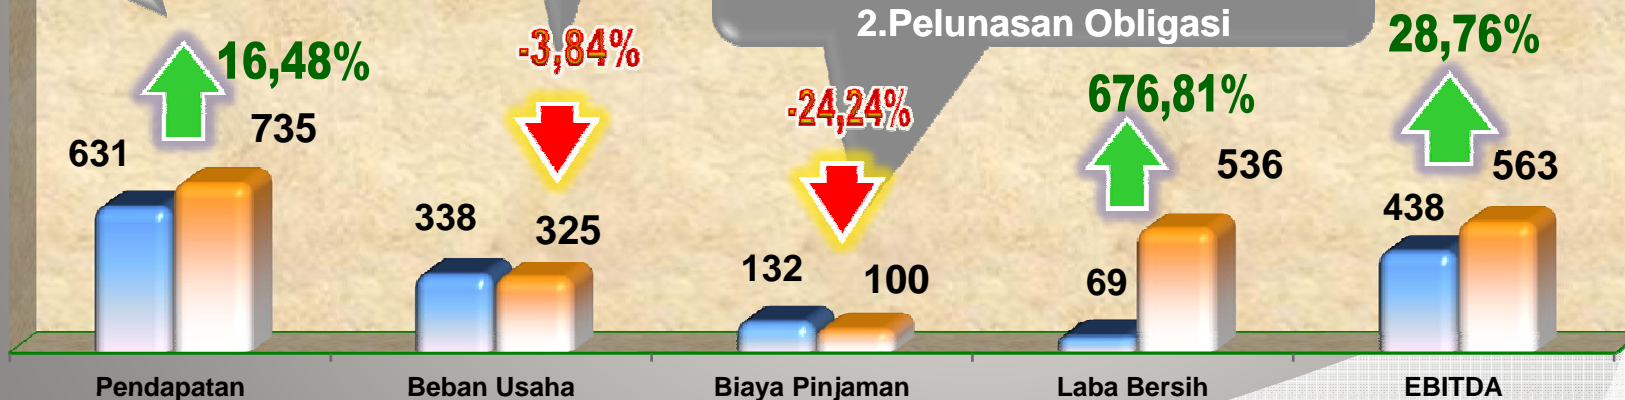 2.Pelunasan Obligasi
16,48%
-3,84%
-24,24%
676,81%
28,76%
631
735
338
325
132
100
69
536
438
563
Pendapatan
Beban Usaha
Biaya Pinjaman
Laba Bersih
EBITDA